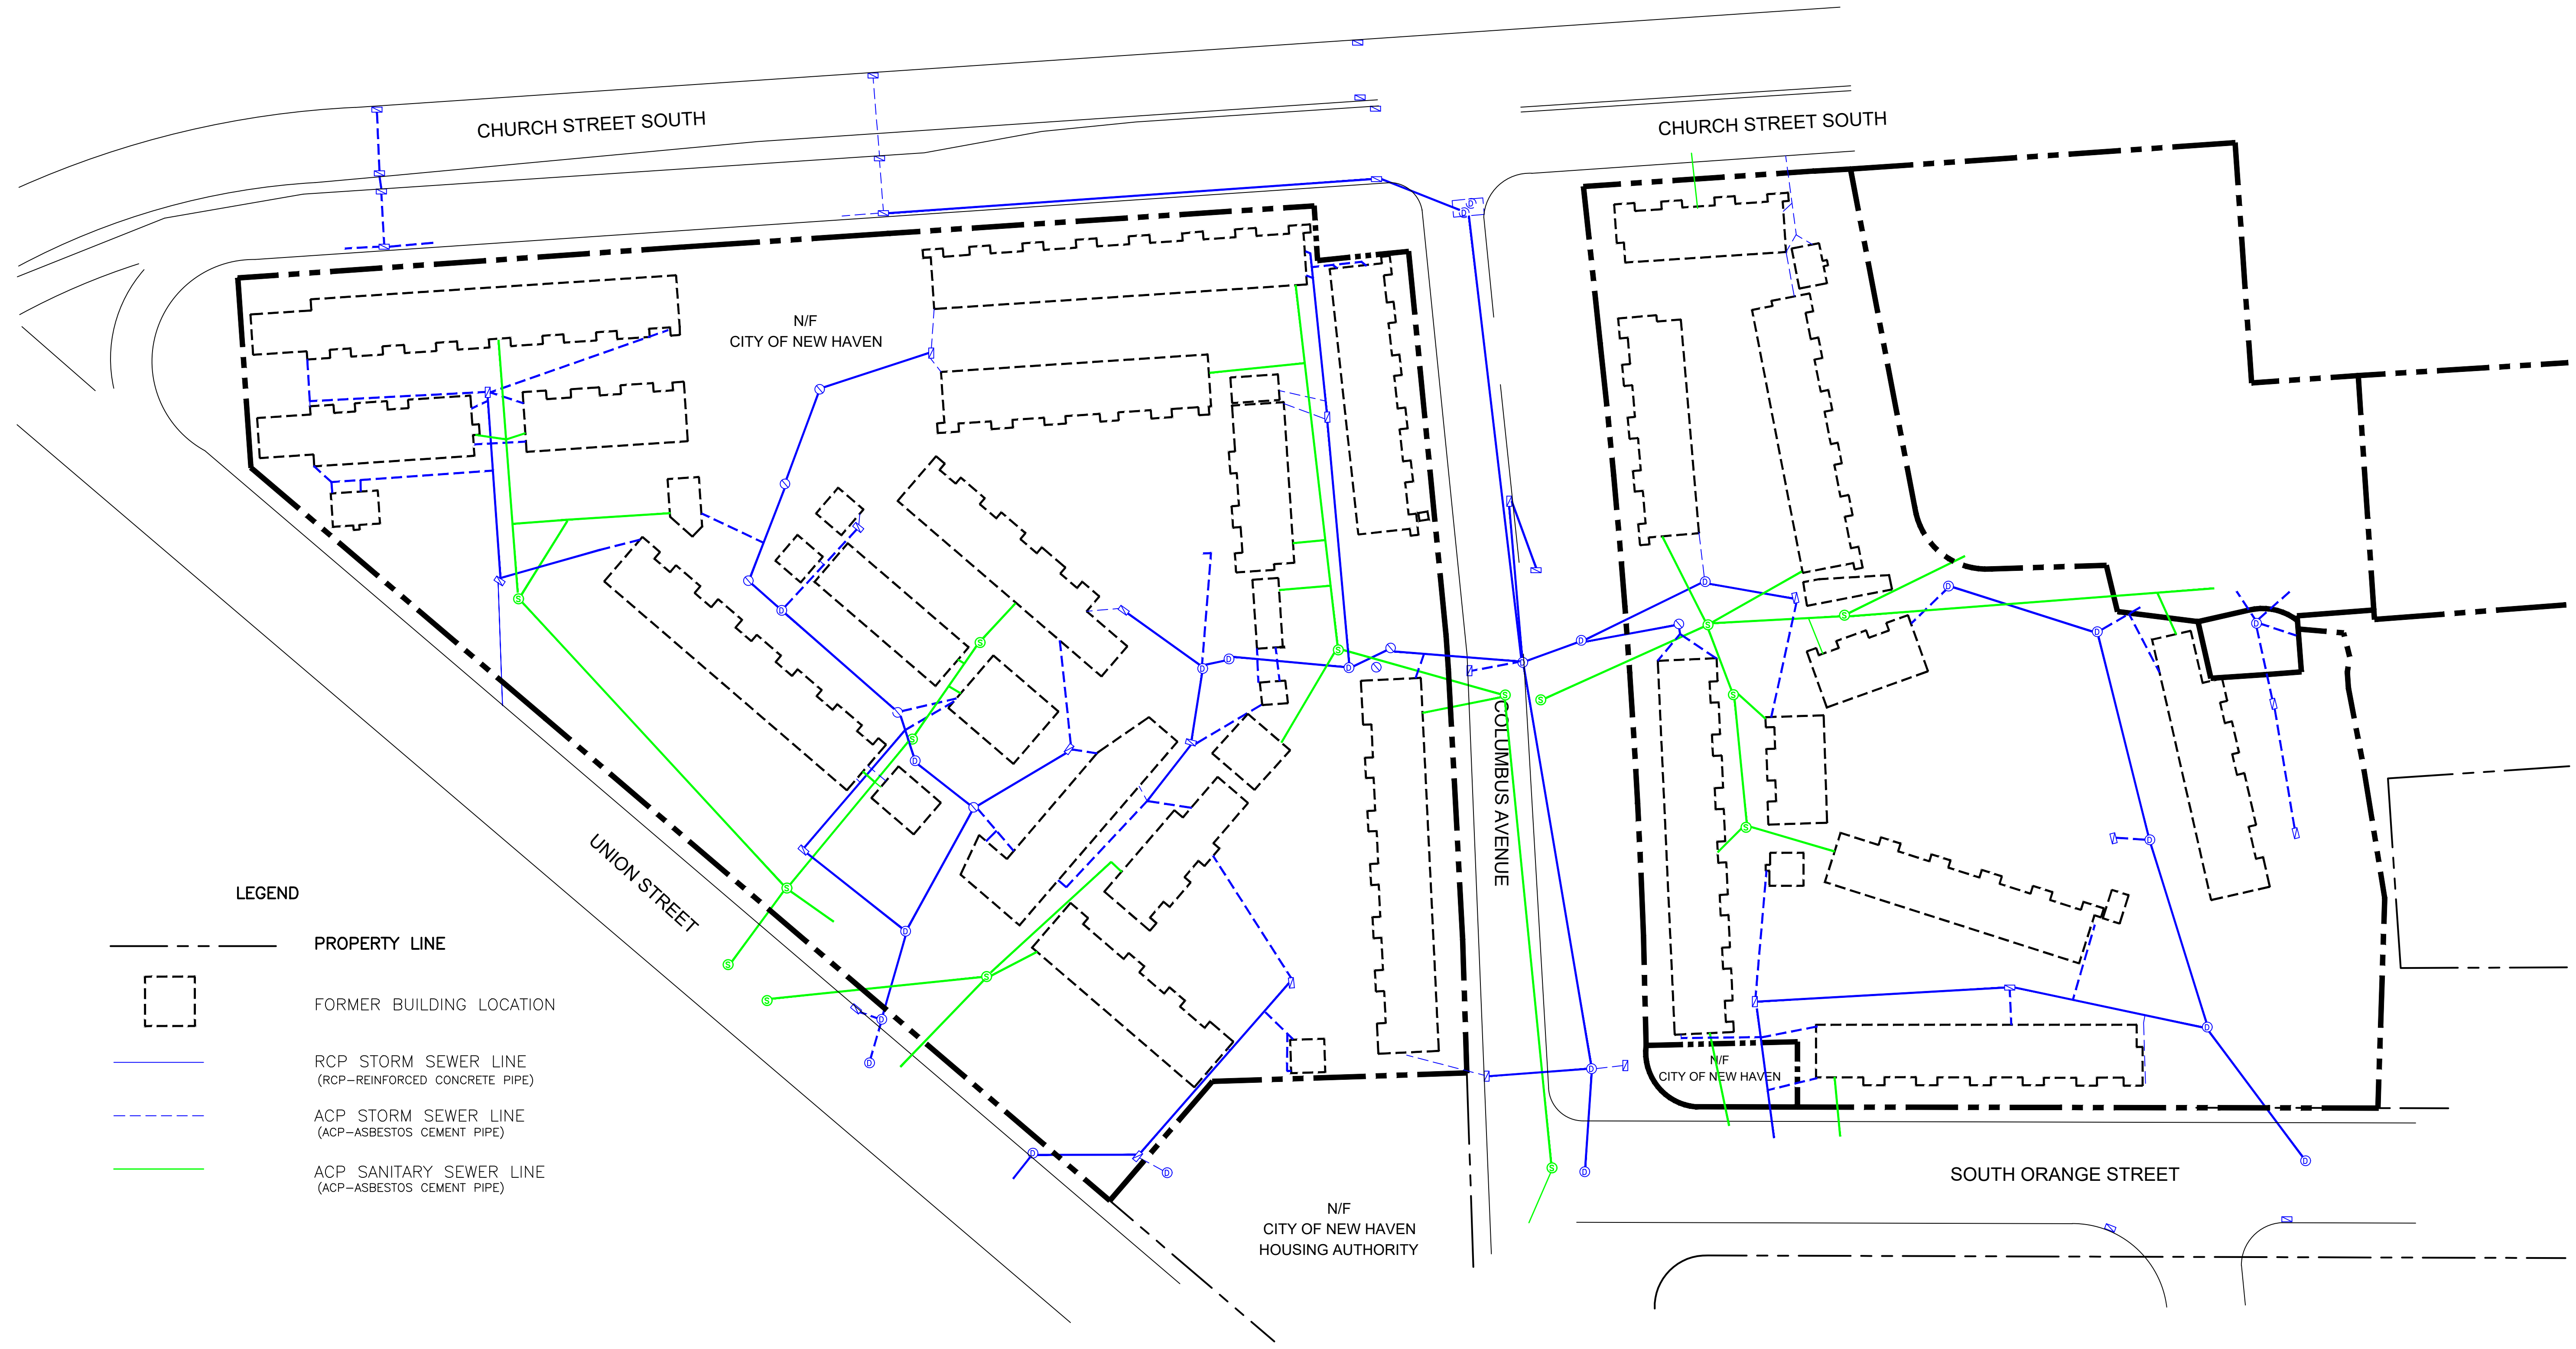 CHURCH STREET SOUTH
CHURCH STREET SOUTH
N/F
CITY OF NEW HAVEN
COLUMBUS AVENUE
UNION STREET
LEGEND
PROPERTY LINE
FORMER BUILDING LOCATION
RCP STORM SEWER LINE
(RCP-REINFORCED CONCRETE PIPE)
ACP STORM SEWER LINE
(ACP-ASBESTOS CEMENT PIPE)
ACP SANITARY SEWER LINE
(ACP-ASBESTOS CEMENT PIPE)
N/F
CITY OF NEW HAVEN
SOUTH ORANGE STREET
N/F
CITY OF NEW HAVEN
HOUSING AUTHORITY